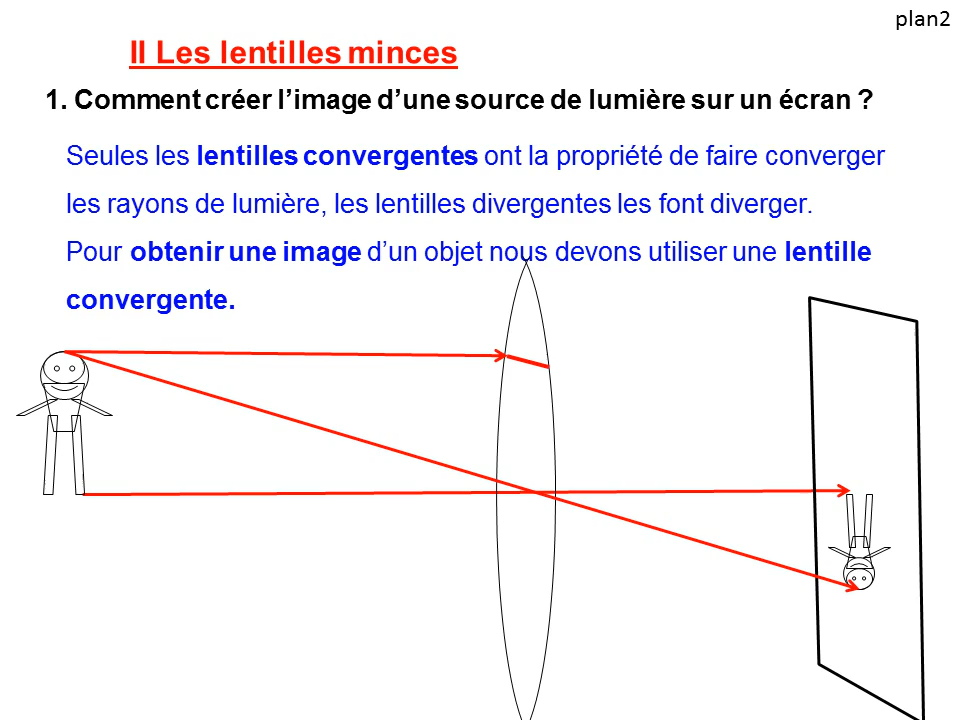 plan2
II Les lentilles minces
1. Comment créer l’image d’une source de lumière sur un écran ?
Seules les lentilles convergentes ont la propriété de faire converger
les rayons de lumière, les lentilles divergentes les font diverger.
Pour obtenir une image d’un objet nous devons utiliser une lentille
convergente.